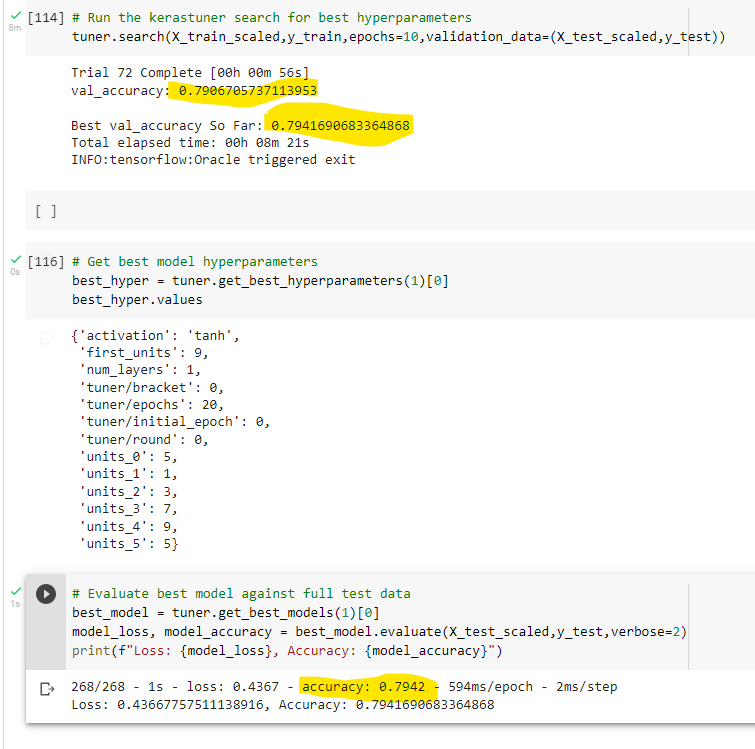 [114] # Run the kerastuner search for best hyperparameters
8m
tuner.search(X_train_scaled,y_train,epochs=10,validation_data=(X_test_scaled,y_test))
Trial 72 Complete [00h 00m 56s]
val_accuracy: 0.7906705737113953
Best val_accuracy So Far: 0.7941690683364868
Total elapsed time: 00h 08m 21s
INFO:tensorflow:Oracle triggered exit
[ ]
[116] # Get best model hyperparameters
0s
best_hyper = tuner.get_best_hyperparameters(1)[0]
best_hyper.values
{'activation': 'tanh',
'first_units': 9,
'num_layers': 1,
'tuner/bracket': 0,
'tuner/epochs': 20,
'tuner/initial_epoch': 0,
'tuner/round': 0,
'units_0': 5,
'units_1': 1,
'units_2': 3,
'units_3': 7,
'units_4': 9,
'units_5': 5}
# Evaluate best model against full test data
1s
best_model = tuner.get_best_models(1)[0]
model_loss, model_accuracy = best_model.evaluate(X_test_scaled,y_test,verbose=2)
print(f"Loss: {model_loss}, Accuracy: {model_accuracy}")
268/268 - 1s - loss: 0.4367 - accuracy: 0.7942 - 594ms/epoch - 2ms/step
Loss: 0.43667757511138916, Accuracy: 0.7941690683364868